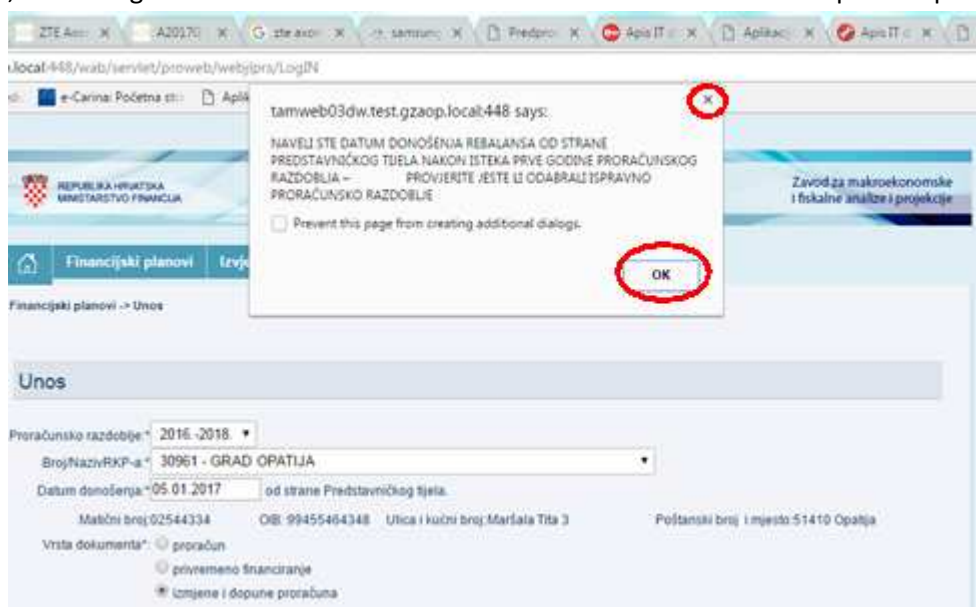 ZTE A
A20170
zte axon
samsung
Predpro
Apis IT
Aplikac
Apis IT
.local:448/wab/servlet/proweb/webjprs/LogIN
e-Carina: Početna st
Aplik
tamweb03dw.test.gzaop.local:448 says:
NAVELI STE DATUM DONOŠENJA REBALANSA OD STRANE
PREDSTAVNIČKOG TIJELA NAKON ISTEKA PRVE GODINE PRORAČUNSKOG
RAZDOBLJA – PROVJERITE JESTE LI ODABRALI ISPRAVNO
PRORAČUNSKO RAZDOBLJE
Prevent this page from creating additional dialogs.
OK
REPUBLIKA HRVATSKA
MINISTARSTVO FINANCIJA
Zavod za makroekonomske
i fiskalne analize i projekcije
Financijski planovi Izvje
Financijski planovi -> Unos
Unos
Proračunsko razdoblje:* 2016.-2018.
Broj/NazivRKP-a:* 30961 - GRAD OPATIJA
Datum donošenja:* 05.01.2017 od strane Predstavničkog tijela.
Matični broj:02544334 OIB: 99455464348 Ulica i kućni broj:Maršala Tita 3 Poštanski broj i mjesto:51410 Opatija
Vrsta dokumenta*: proračun
privremeno financiranje
izmjene i dopune proračuna